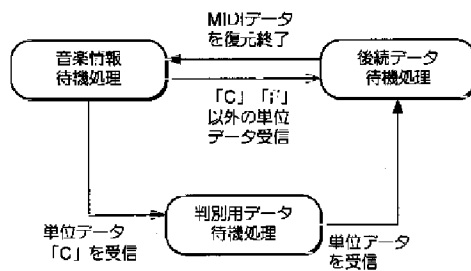 MIDIデータ
を復元終了
音楽情報
待機処理
後続データ
待機処理
「C」「F」
以外の単位
データ受信
判別用データ
待機処理
単位データ
「C」を受信
単位データ
を受信